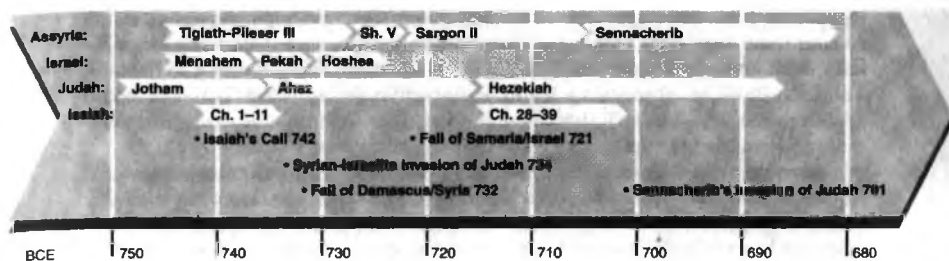 Assyria: Tiglath-Pileser III Sh. V Sargon II Sennacherib
Israel: Menahem Pekah Hoshea
Judah: Jotham Ahaz Hezekiah
Isaiah: Ch. 1–11 Ch. 28–39
• Isaiah's Call 742 • Fall of Samaria/Israel 721
• Syrian-Israelite invasion of Judah 734
• Fall of Damascus/Syria 732 • Sennacherib's invasion of Judah 701
BCE 750 740 730 720 710 700 690 680